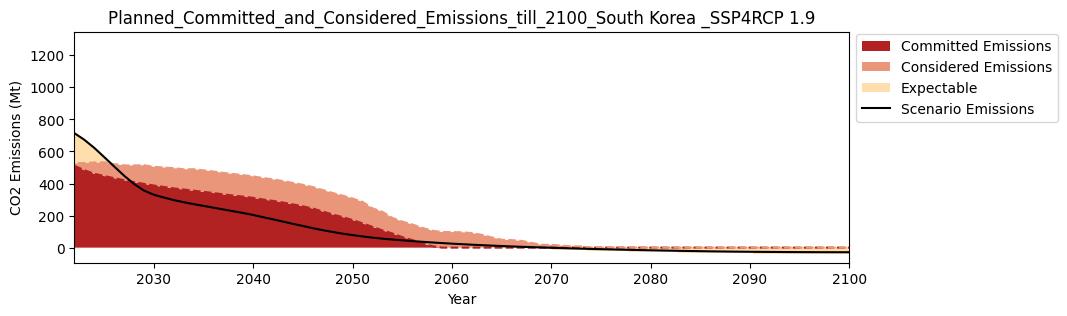 Planned_Committed_and_Considered_Emissions_till_2100_South Korea _SSP4RCP 1.9
CO2 Emissions (Mt)
1200
1000
800
600
400
200
0
2030 2040 2050 2060 2070 2080 2090 2100
Year
Committed Emissions
Considered Emissions
Expectable
Scenario Emissions